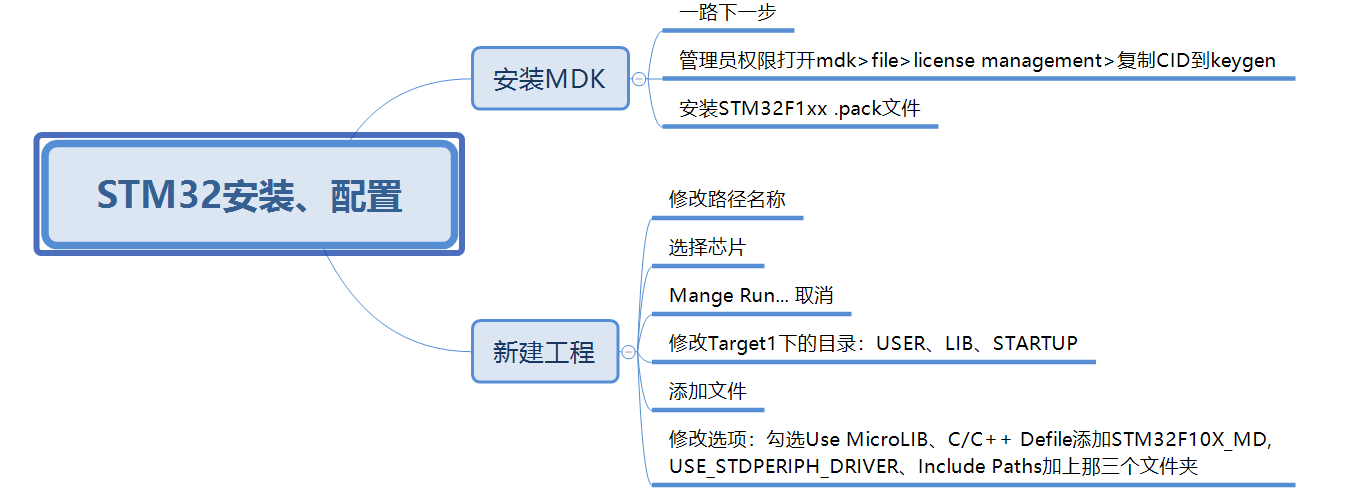 STM32安装、配置
安装MDK
一路下一步
管理员权限打开mdk>file>license management>复制CID到keygen
安装STM32F1xx .pack文件
新建工程
修改路径名称
选择芯片
Mange Run... 取消
修改Target1下的目录：USER、LIB、STARTUP
添加文件
修改选项：勾选Use MicroLIB、C/C++ Defile添加STM32F10X_MD,
USE_STDPERIPH_DRIVER、Include Paths加上那三个文件夹